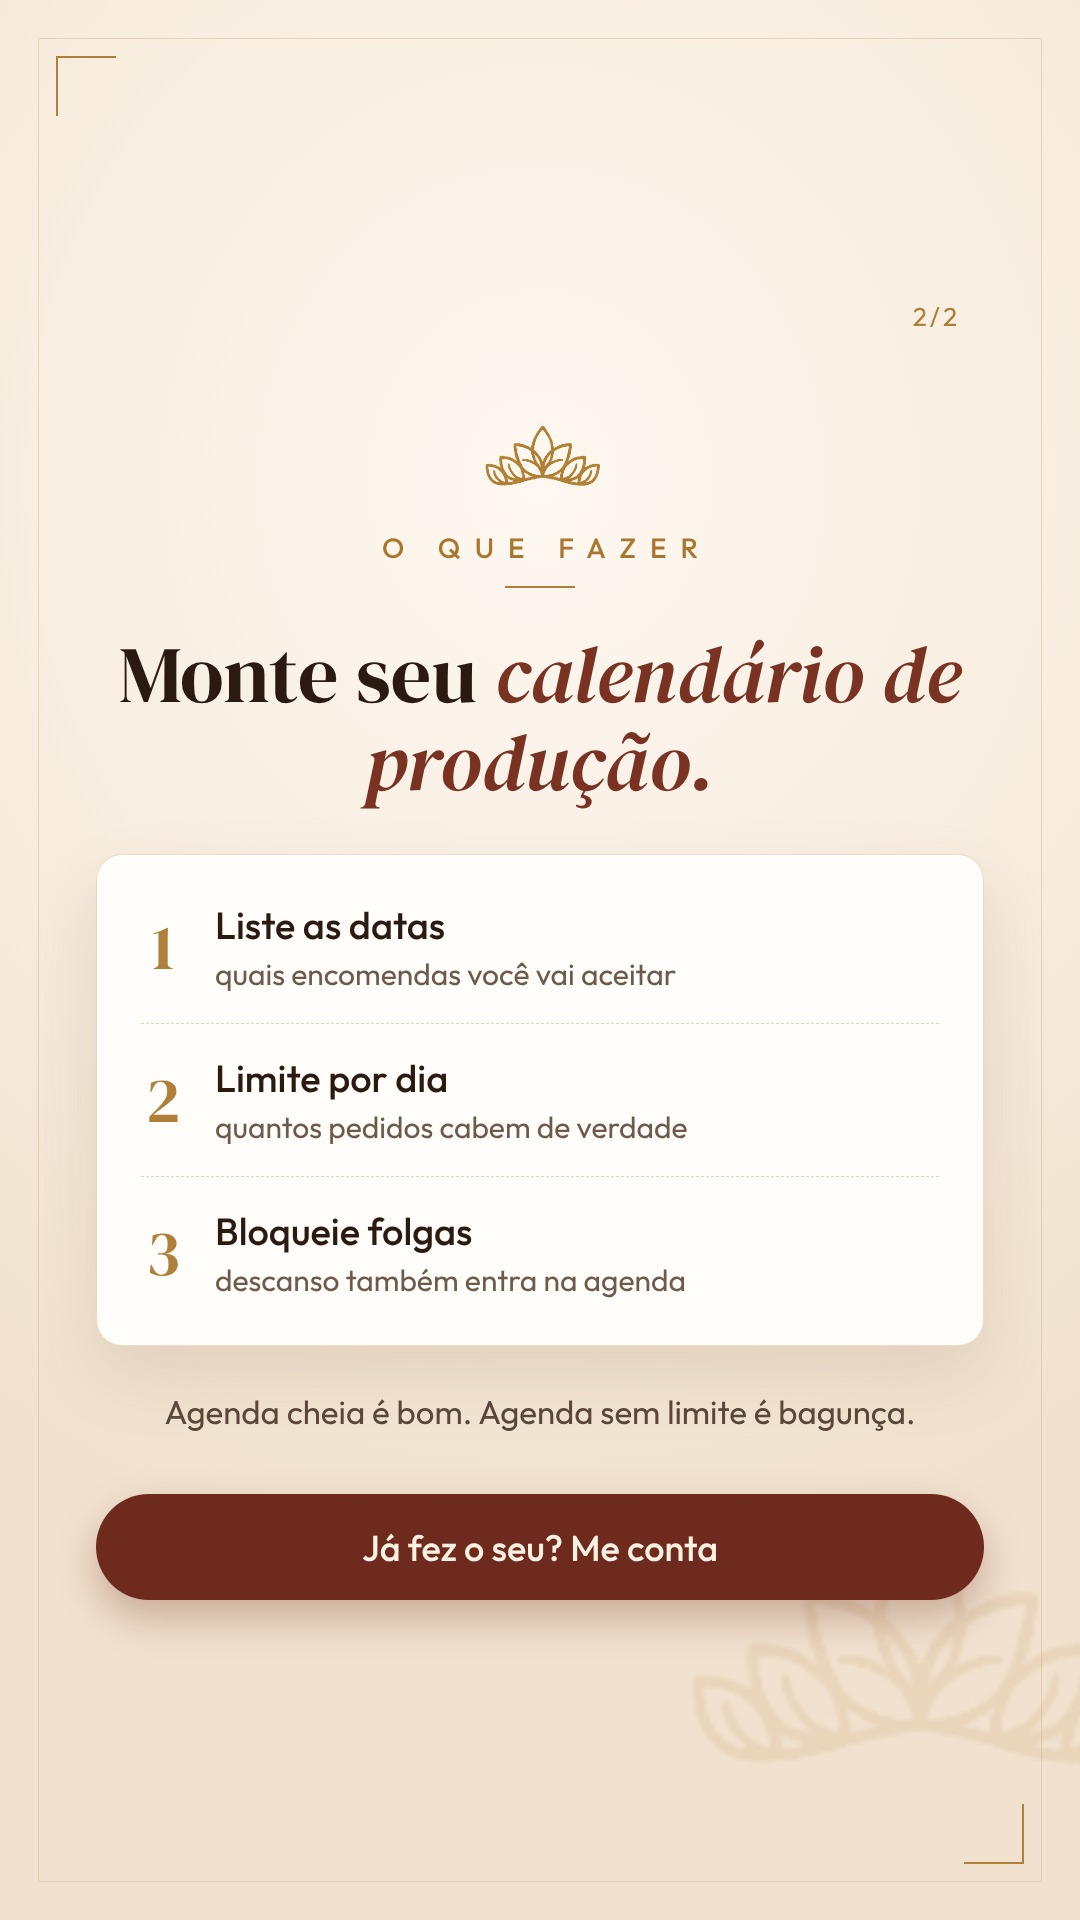 2/2
O QUE FAZER
Monte seu calendário de
produção.
1
Liste as datas
quais encomendas você vai aceitar
2
Limite por dia
quantos pedidos cabem de verdade
3
Bloqueie folgas
descanso também entra na agenda
Agenda cheia é bom. Agenda sem limite é bagunça.
Já fez o seu? Me conta